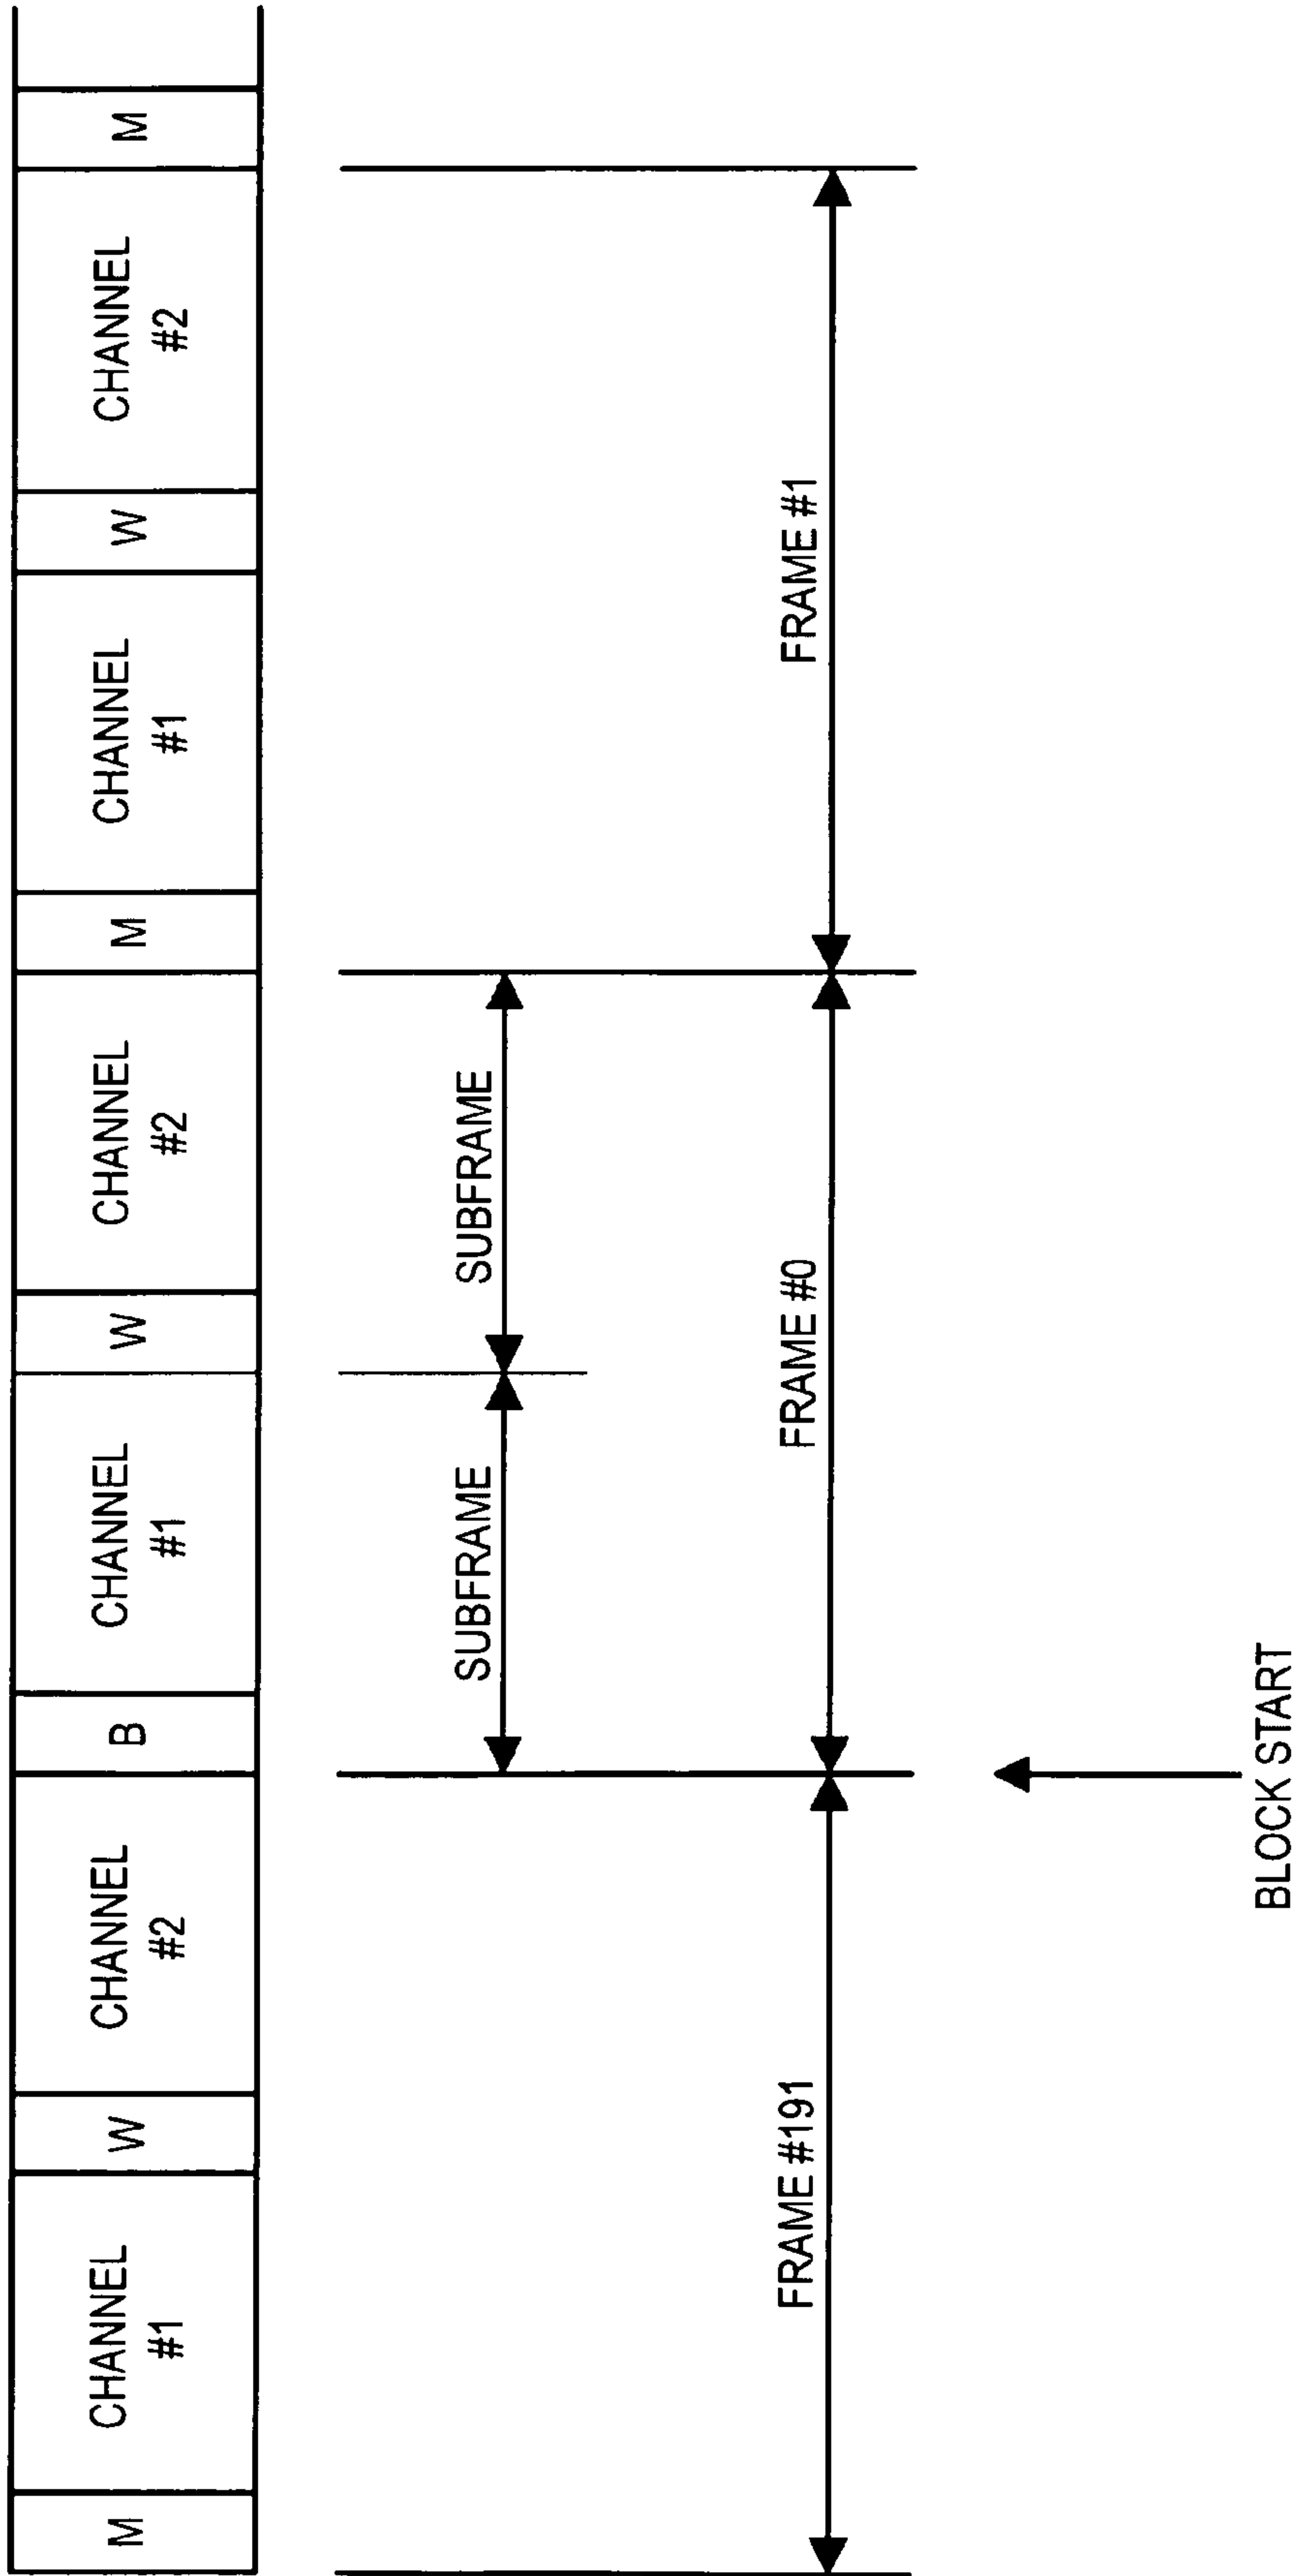 M
CHANNEL
#1
W
CHANNEL
#2
B
CHANNEL
#1
W
CHANNEL
#2
M
CHANNEL
#1
W
CHANNEL
#2
M
SUBFRAME
SUBFRAME
FRAME #191
FRAME #0
FRAME #1
BLOCK START